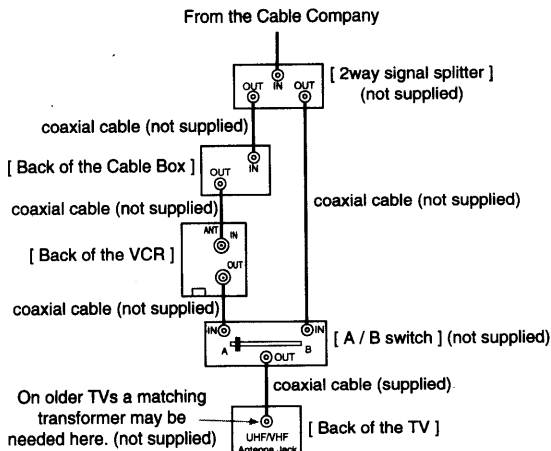 From the Cable Company
IN
OUT OUT
[ 2way signal splitter ]
(not supplied)
coaxial cable (not supplied)
IN
OUT
[ Back of the Cable Box ]
coaxial cable (not supplied)
coaxial cable (not supplied)
ANT IN
[ Back of the VCR ]
OUT
coaxial cable (not supplied)
IN IN
A B
[ A / B switch ] (not supplied)
OUT
coaxial cable (supplied)
On older TVs a matching
transformer may be
needed here. (not supplied)
UHF/VHF
Antenna Jack
[ Back of the TV ]